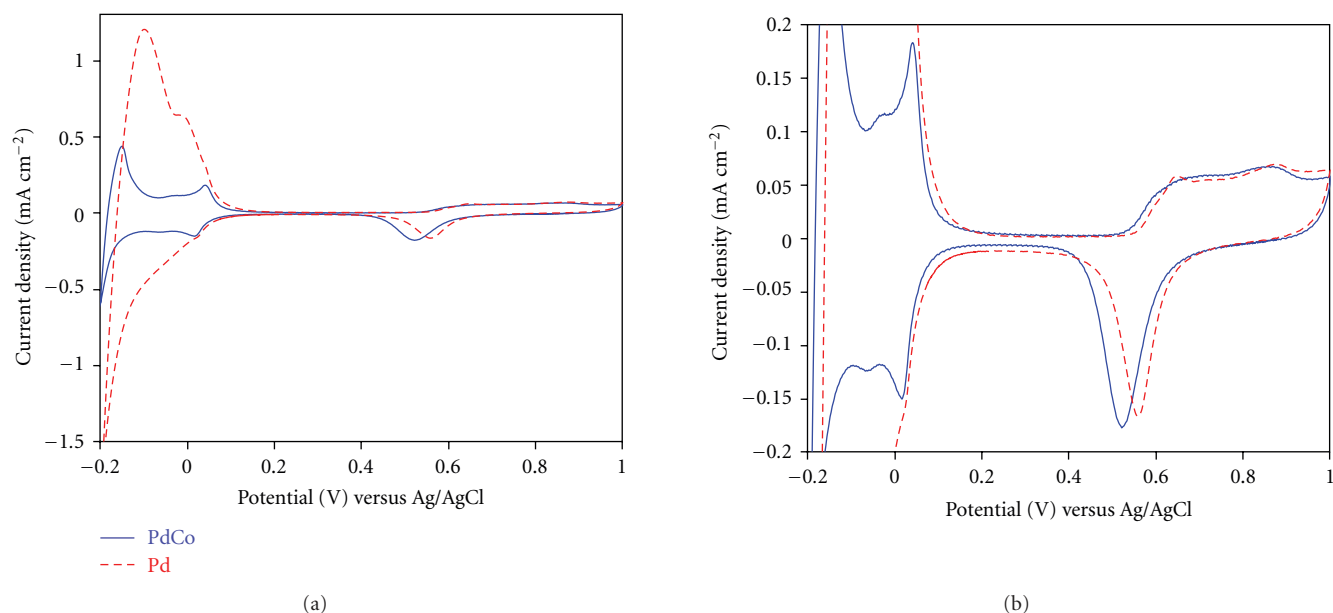 1
0.5
0
−0.5
−1
−1.5
Current density (mA cm−2)
−0.2 0 0.2 0.4 0.6 0.8 1
Potential (V) versus Ag/AgCl
PdCo
Pd
(a)
0.2
0.15
0.1
0.05
0
−0.05
−0.1
−0.15
−0.2
Current density (mA cm−2)
−0.2 0 0.2 0.4 0.6 0.8 1
Potential (V) versus Ag/AgCl
(b)